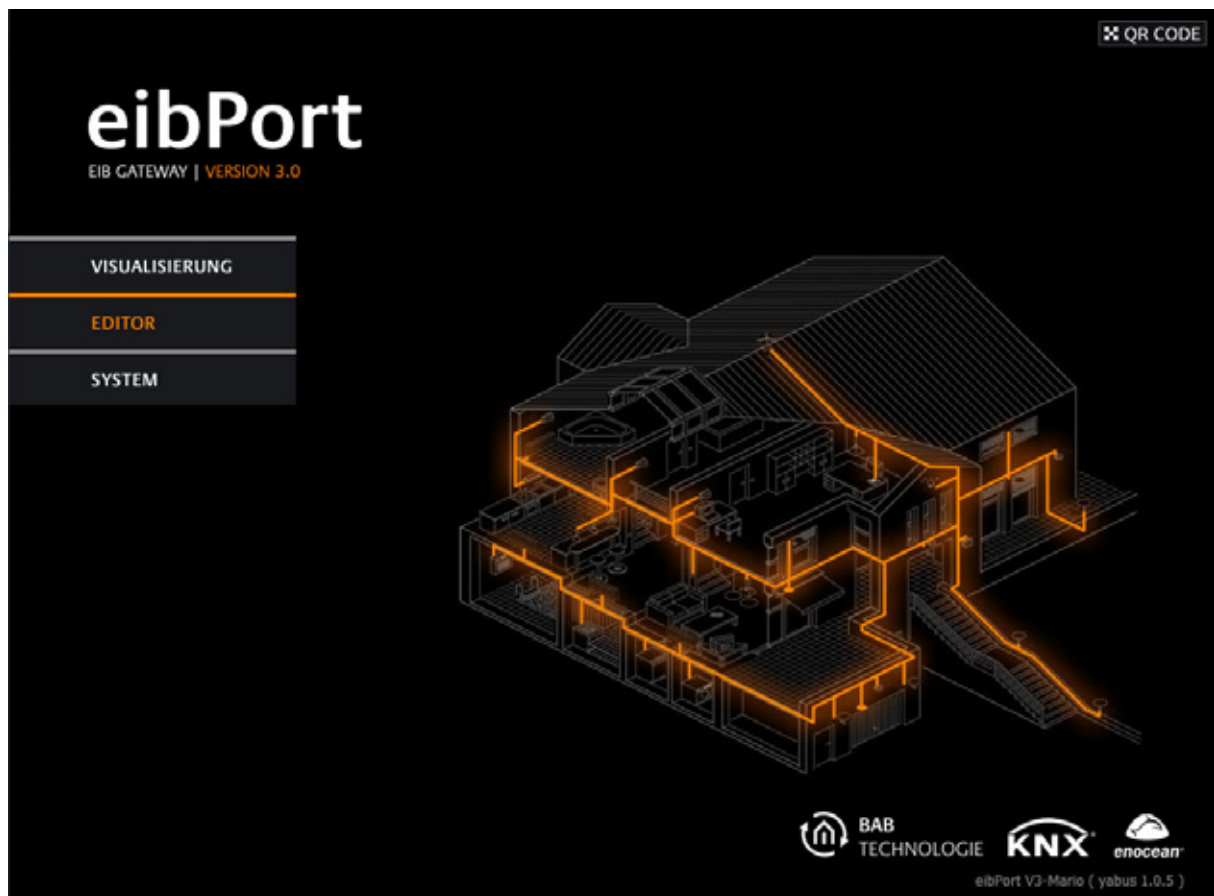 QR CODE
eibPort
EIB GATEWAY | VERSION 3.0
VISUALISIERUNG
EDITOR
SYSTEM
BAB
TECHNOLOGIE
KNX®
enocean®
eibPort V3-Mario ( yabus 1.0.5 )